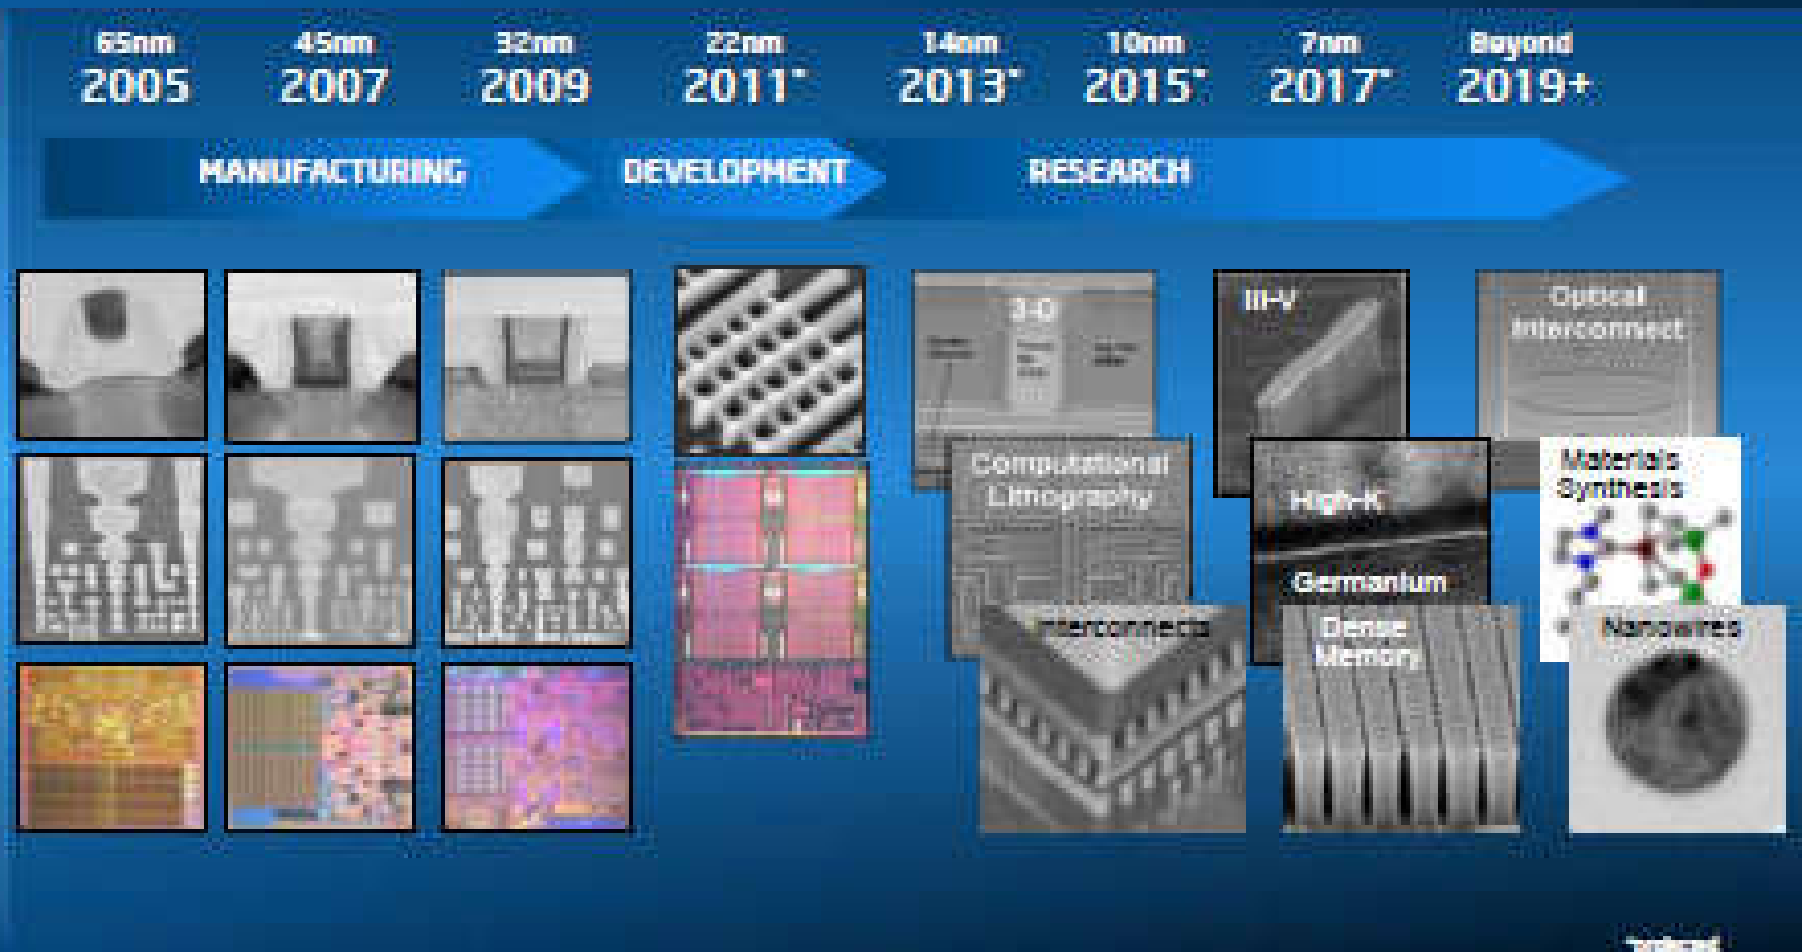 65nm
2005
45nm
2007
32nm
2009
22nm
2011*
14nm
2013*
10nm
2015*
7nm
2017*
Beyond
2019+
MANUFACTURING
DEVELOPMENT
RESEARCH
3-D
III-V
Optical
Interconnect
Computational
Lithography
High-K
Germanium
Materials
Synthesis
Interconnects
Dense
Memory
Nanowires